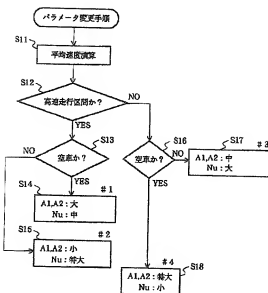 パラメータ変更手順
S11
平均速度演算
S12
高速走行区間か?
NO
YES
S13
S16
NO
空車か?
空車か?
NO
S17
#3
A1,A2:中
Nu:大
YES
YES
S14
#1
A1,A2:大
Nu:中
S15
#2
A1,A2:小
Nu:特大
#4
S18
A1,A2:特大
Nu:小